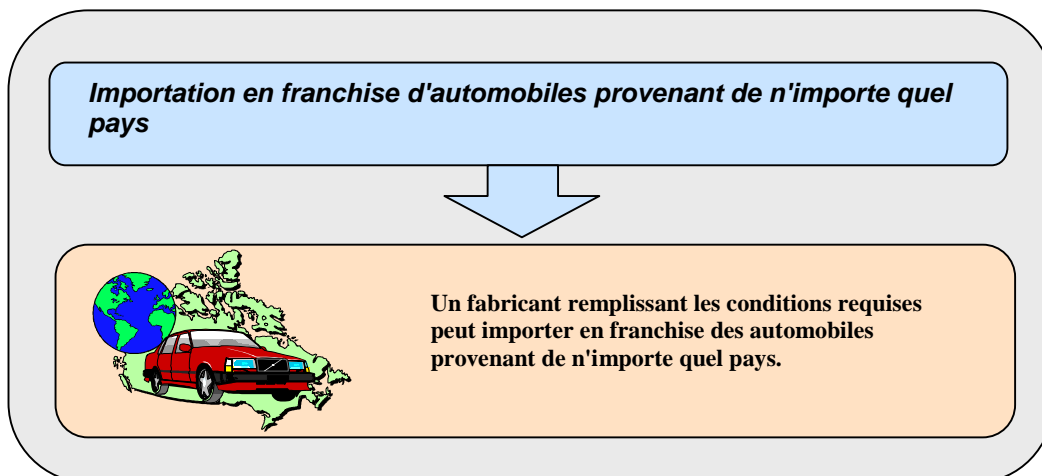 Importation en franchise d'automobiles provenant de n'importe quel
pays
Un fabricant remplissant les conditions requises
peut importer en franchise des automobiles
provenant de n'importe quel pays.